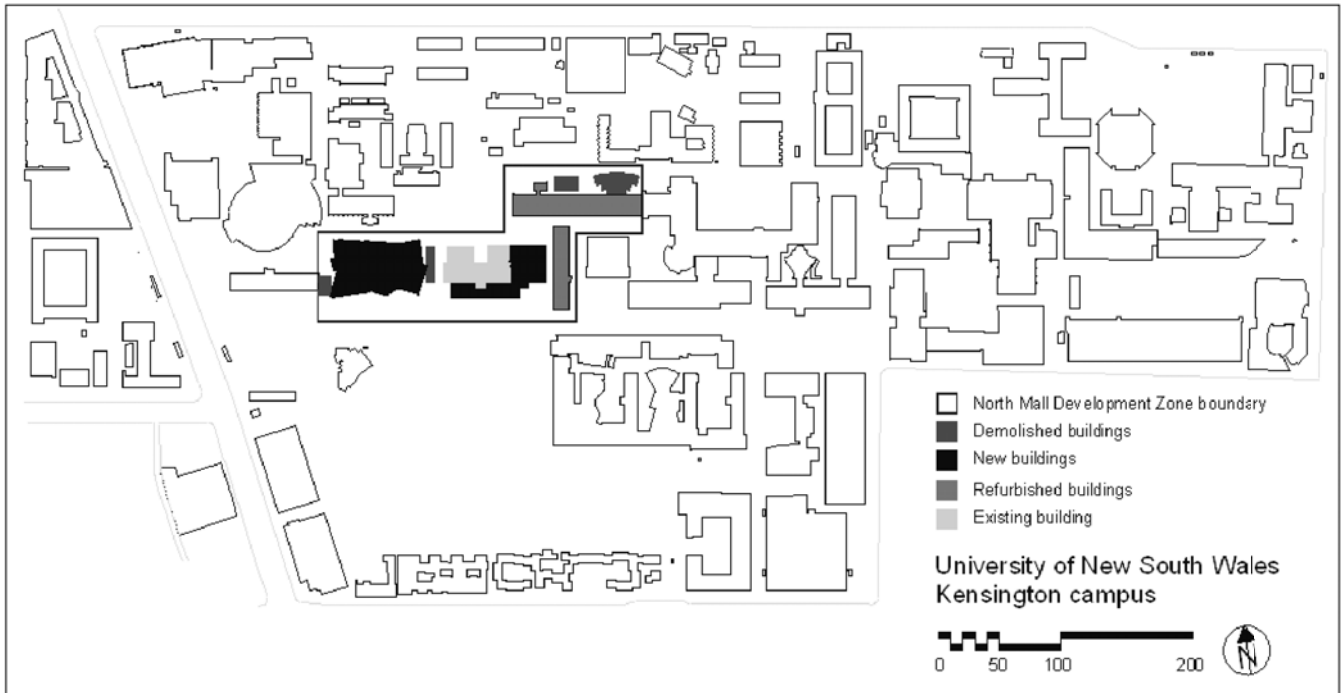 North Mall Development Zone boundary
Demolished buildings
New buildings
Refurbished buildings
Existing building
University of New South Wales
Kensington campus
0 50 100 200
N